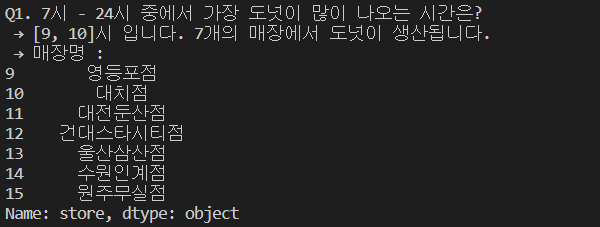 Q1. 7시 - 24시 중에서 가장 도넛이 많이 나오는 시간은?
→ [9, 10]시 입니다. 7개의 매장에서 도넛이 생산됩니다.
→ 매장명 :
9 영등포점
10 대치점
11 대전둔산점
12 건대스타시티점
13 울산삼산점
14 수원인계점
15 원주무실점
Name: store, dtype: object